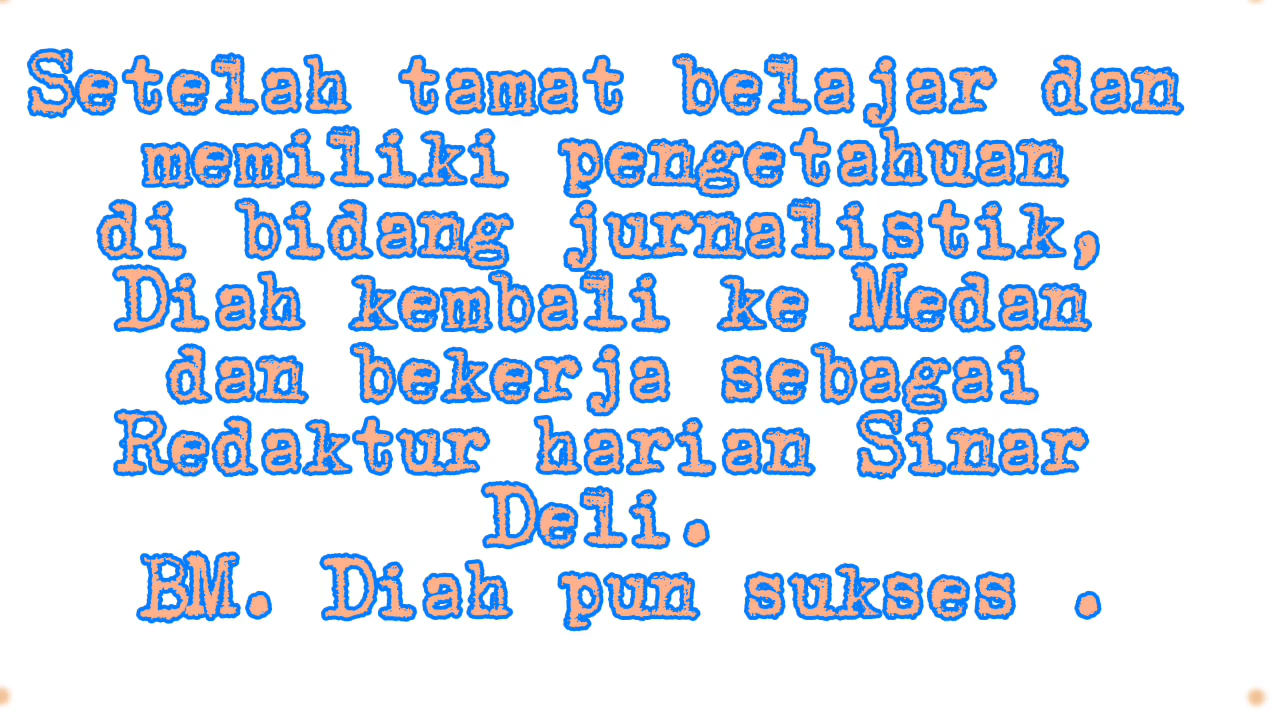 Setelah tamat belajar dan
memiliki pengetahuan
di bidang jurnalistik,
Diah kembali ke Medan
dan bekerja sebagai
Redaktur harian Sinar
Deli.
BM. Diah pun sukses .